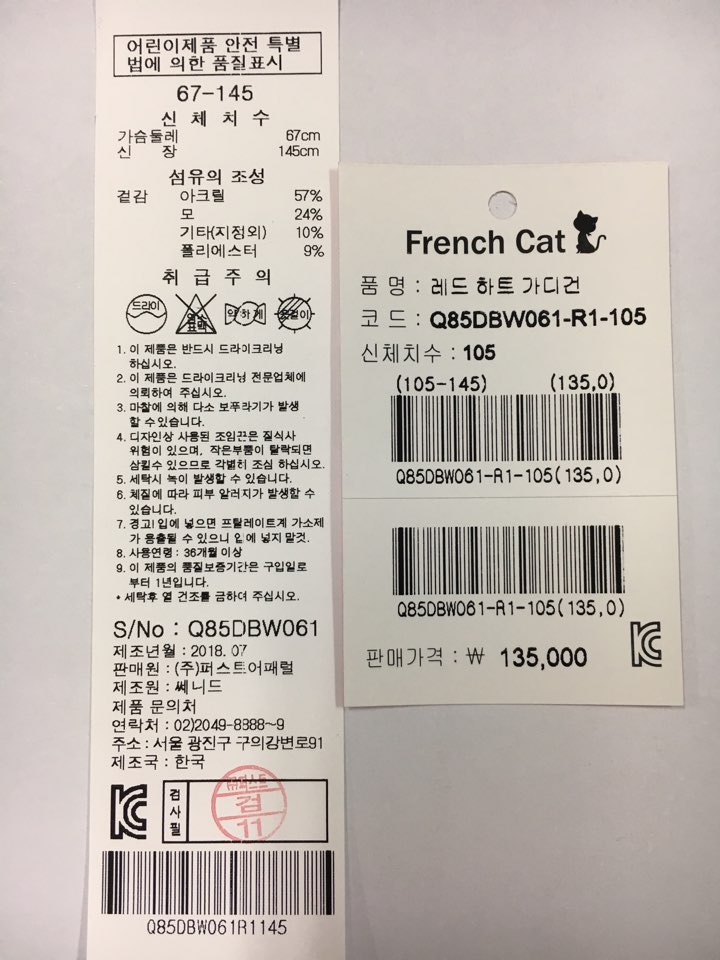 어린이제품 안전 특별
법에 의한 품질표시
67-145
신 체 치 수
가슴둘레 67cm
신 장 145cm
섬유의 조성
겉감 아크릴 57%
모 24%
기타(지정외) 10%
폴리에스터 9%
취 급 주 의
드라이 약하게 옷걸이
1. 이 제품은 반드시 드라이크리닝
하십시오.
2. 이 제품은 드라이크리닝 전문업체에
의뢰하여 주십시오.
3. 마찰에 의해 다소 보푸라기가 발생
할 수 있습니다.
4. 디자인상 사용된 조임끈은 질식사
위험이 있으며, 작은부품이 탈락되면
삼킬수 있으므로 각별히 조심 하십시오.
5. 세탁시 녹이 발생할 수 있습니다.
6. 체질에 따라 피부 알러지가 발생할 수
있습니다.
7. 경고! 입에 넣으면 프탈레이트계 가소제
가 용출될 수 있으니 입에 넣지 말것.
8. 사용연령 : 36개월 이상
9. 이 제품의 품질보증기간은 구입일로
부터 1년입니다.
* 세탁후 열 건조를 금하여 주십시오.
S/No : Q85DBW061
제조년월 : 2018. 07
판매원 : (주)퍼스트어패럴
제조원 : 쎄니드
제품 문의처
연락처 : 02)2049-8888~9
주소 : 서울 광진구 구의강변로91
제조국 : 한국
KC
검사필
(주)퍼스트
검
11
Q85DBW061R1145
French Cat
품 명 : 레드 하트 가디건
코 드 : Q85DBW061-R1-105
신체치수 : 105
(105-145) (135,0)
Q85DBW061-R1-105(135,0)
Q85DBW061-R1-105(135,0)
판매가격 : ₩ 135,000
KC